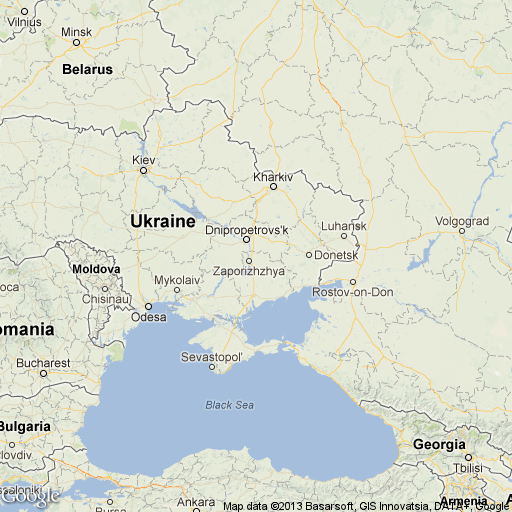 Vilnius
Minsk
Belarus
Kiev
Kharkiv
Ukraine
Luhansk
Volgograd
Dnipropetrovs'k
Donetsk
Moldova
Zaporizhzhya
Mykolaiv
Chisinau
Rostov-on-Don
Odesa
omania
Sevastopol'
Bucharest
Black Sea
Bulgaria
Georgia
Tbilisi
Google
Armenia
Bursa
Ankara
Map data ©2013 Basarsoft, GIS Innovatsia, DATA+, Google